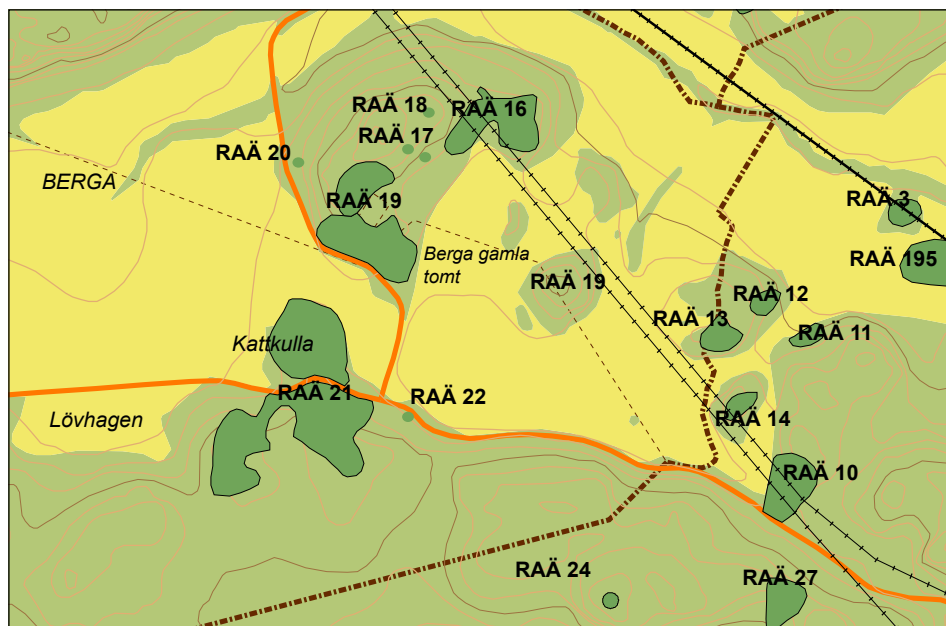 RAÄ 18
RAÄ 16
RAÄ 17
RAÄ 20
BERGA
RAÄ 19
RAÄ 3
Berga gamla
tomt
RAÄ 195
RAÄ 19
RAÄ 12
RAÄ 13
RAÄ 11
Kattkulla
RAÄ 21
RAÄ 22
Lövhagen
RAÄ 14
RAÄ 10
RAÄ 24
RAÄ 27